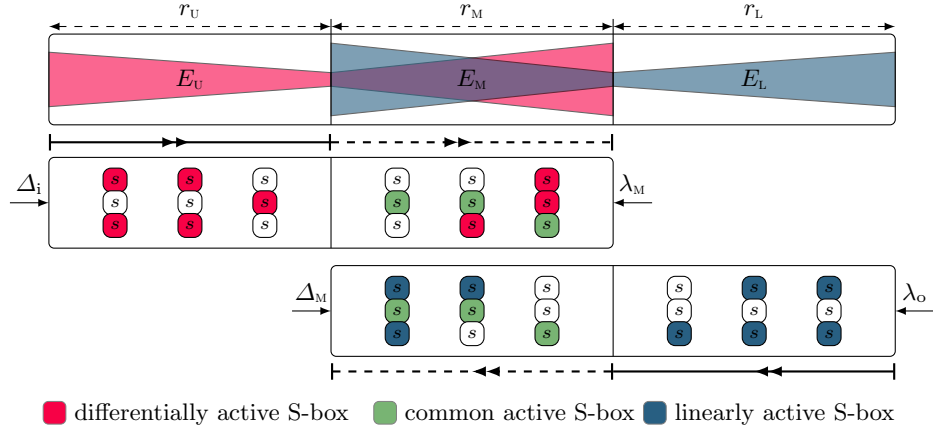 r_U r_M r_L
E_U E_M E_L
Δ_i s s s s s s λ_M
s s s s s s
s s s s s s
Δ_M s s s s s s λ_o
s s s s s s
s s s s s s
differentially active S-box common active S-box linearly active S-box